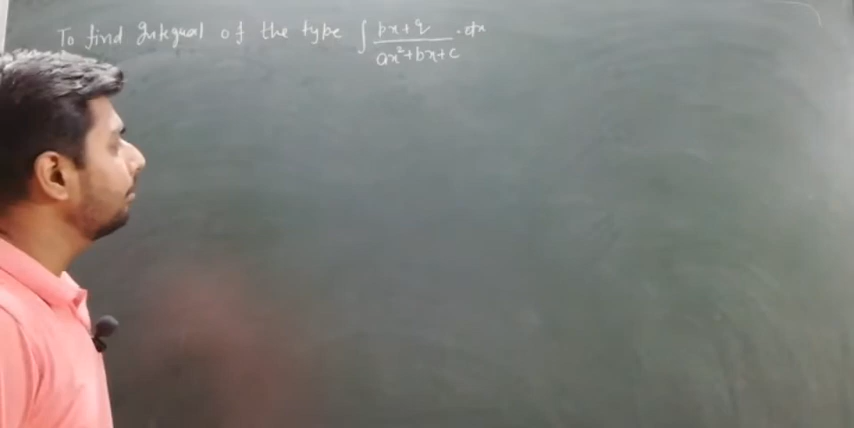 To find Integral of the type ∫ (px+q)/(ax²+bx+c) · dx